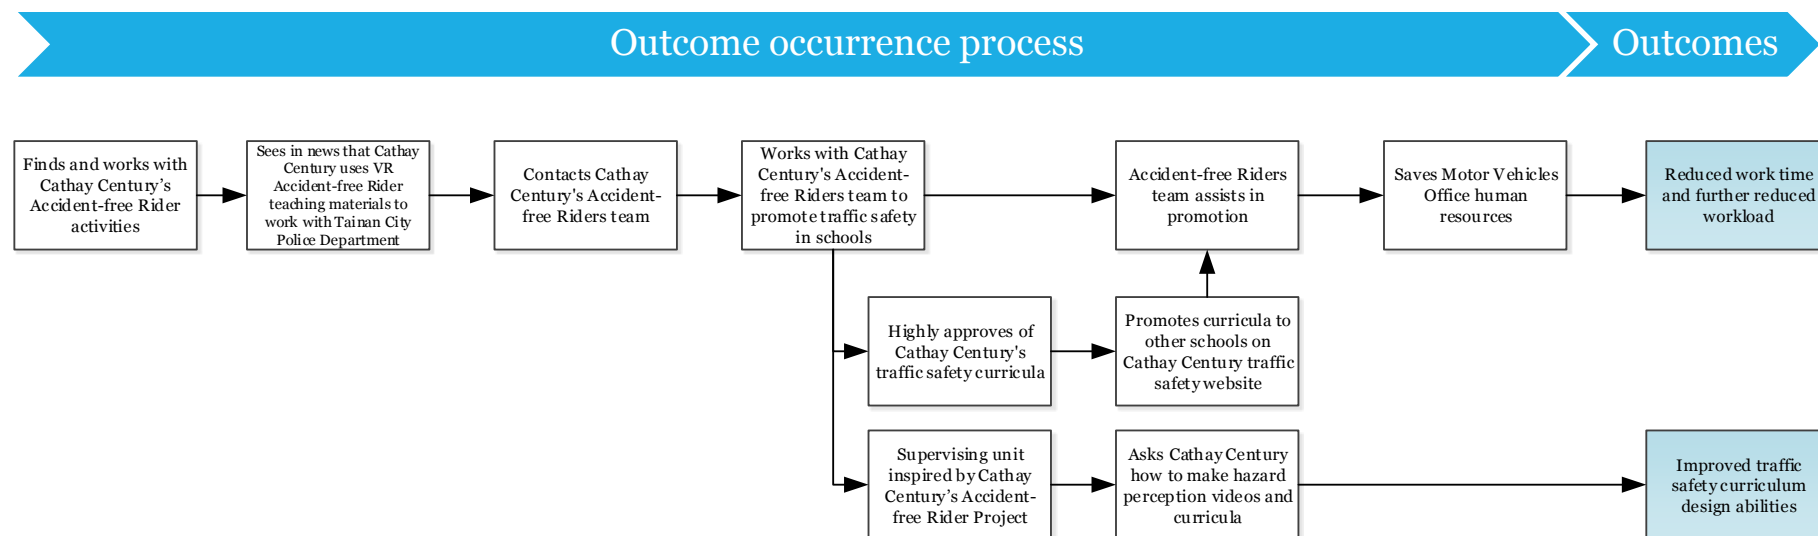 Outcome occurrence process
Outcomes
Finds and works with
Cathay Century's
Accident-free Rider
activities
Sees in news that Cathay
Century uses VR
Accident-free Rider
teaching materials to
work with Tainan City
Police Department
Contacts Cathay
Century's Accident-
free Riders team
Works with Cathay
Century's Accident-
free Riders team to
promote traffic safety
in schools
Accident-free Riders
team assists in
promotion
Saves Motor Vehicles
Office human
resources
Reduced work time
and further reduced
workload
Highly approves of
Cathay Century's
traffic safety curricula
Promotes curricula to
other schools on
Cathay Century traffic
safety website
Supervising unit
inspired by Cathay
Century's Accident-
free Rider Project
Asks Cathay Century
how to make hazard
perception videos and
curricula
Improved traffic
safety curriculum
design abilities